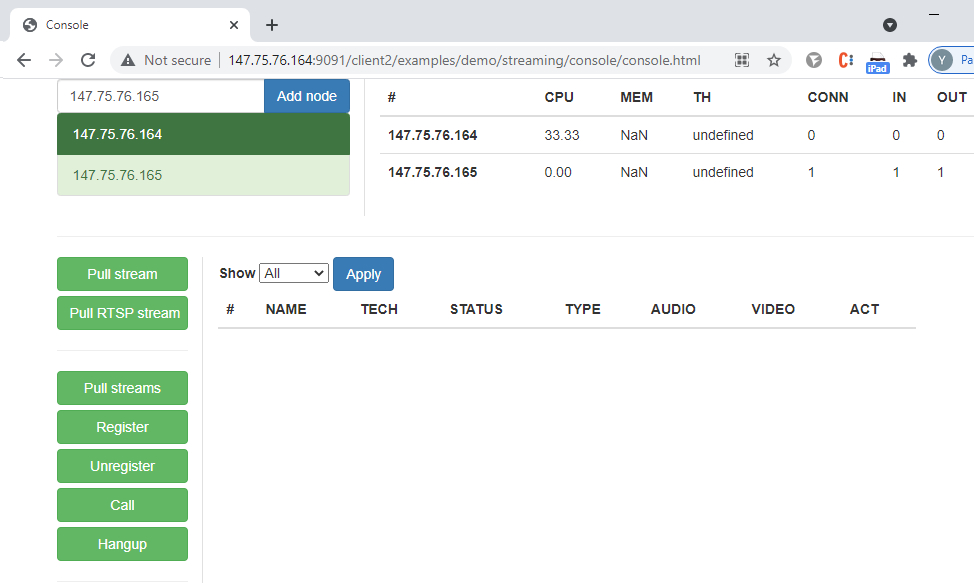 Console
Not secure 147.75.76.164:9091/client2/examples/demo/streaming/console/console.html iPad Y Pa
147.75.76.165 Add node
147.75.76.164
147.75.76.165
# CPU MEM TH CONN IN OUT
147.75.76.164 33.33 NaN undefined 0 0 0
147.75.76.165 0.00 NaN undefined 1 1 1
Pull stream
Pull RTSP stream
Pull streams
Register
Unregister
Call
Hangup
Show All Apply
# NAME TECH STATUS TYPE AUDIO VIDEO ACT